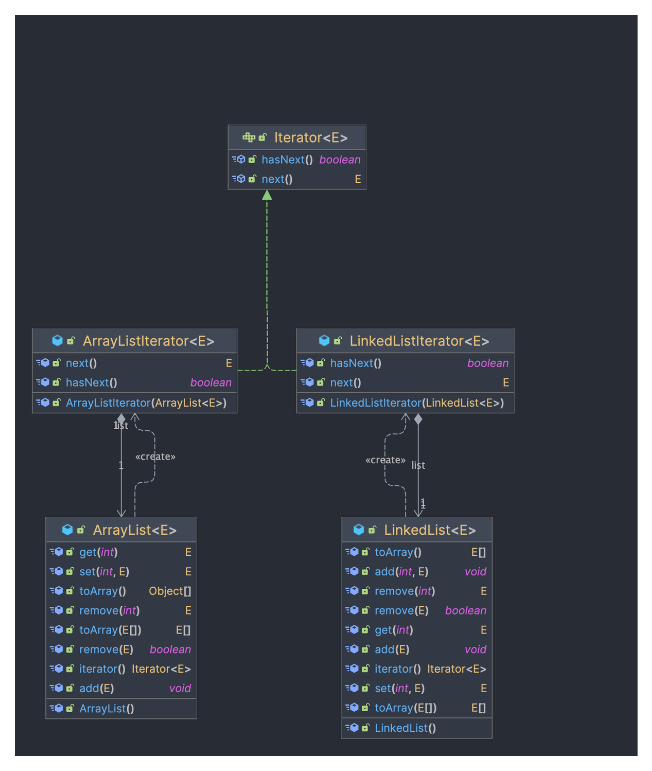 Iterator<E>
hasNext() boolean
next() E
ArrayListIterator<E>
next() E
hasNext() boolean
ArrayListIterator(ArrayList<E>)
LinkedListIterator<E>
hasNext() boolean
next() E
LinkedListIterator(LinkedList<E>)
1
list
«create»
1
«create»
list
1
ArrayList<E>
get(int) E
set(int, E) E
toArray() Object[]
remove(int) E
toArray(E[]) E[]
remove(E) boolean
iterator() Iterator<E>
add(E) void
ArrayList()
LinkedList<E>
toArray() E[]
add(int, E) void
remove(int) E
remove(E) boolean
get(int) E
add(E) void
iterator() Iterator<E>
set(int, E) E
toArray(E[]) E[]
LinkedList()